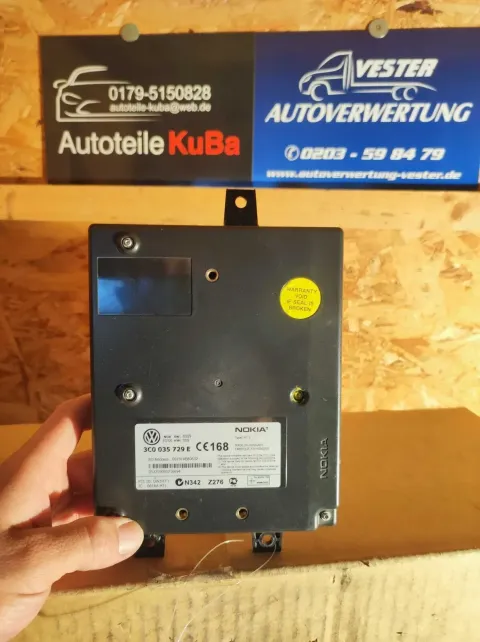 0179-5150828
autoteile-kuba@web.de
Autoteile KuBa
VESTER
AUTOVERWERTUNG
0203 - 59 84 79
www.autoverwertung-vester.de
WARRANTY
VOID
IF SEAL IS
BROKEN
NOKIA
3C0 035 729 E
CE168
N342 Z276
NOKIA